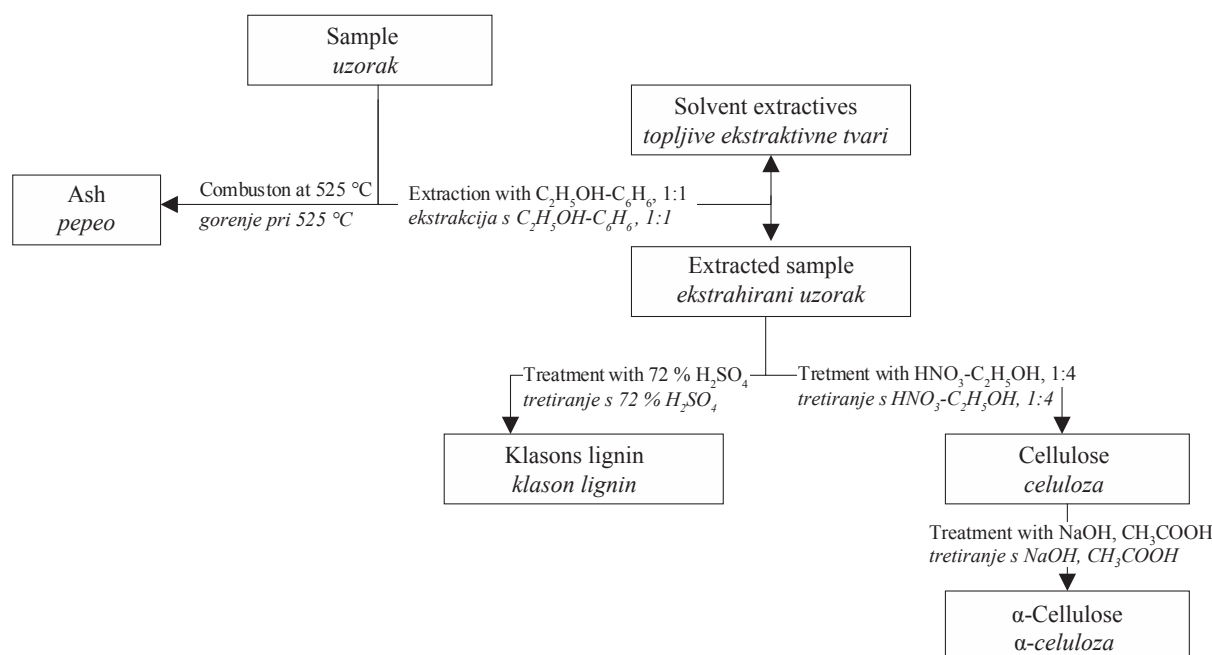 Sample
uzorak
Solvent extractives
topljive ekstraktivne tvari
Ash
pepeo
Combuston at 525 °C
gorenje pri 525 °C
Extraction with C₂H₅OH-C₆H₆, 1:1
ekstrakcija s C₂H₅OH-C₆H₆, 1:1
Extracted sample
ekstrahirani uzorak
Treatment with 72 % H₂SO₄
tretiranje s 72 % H₂SO₄
Tretment with HNO₃-C₂H₅OH, 1:4
tretiranje s HNO₃-C₂H₅OH, 1:4
Klasons lignin
klason lignin
Cellulose
celuloza
Treatment with NaOH, CH₃COOH
tretiranje s NaOH, CH₃COOH
α-Cellulose
α-celuloza